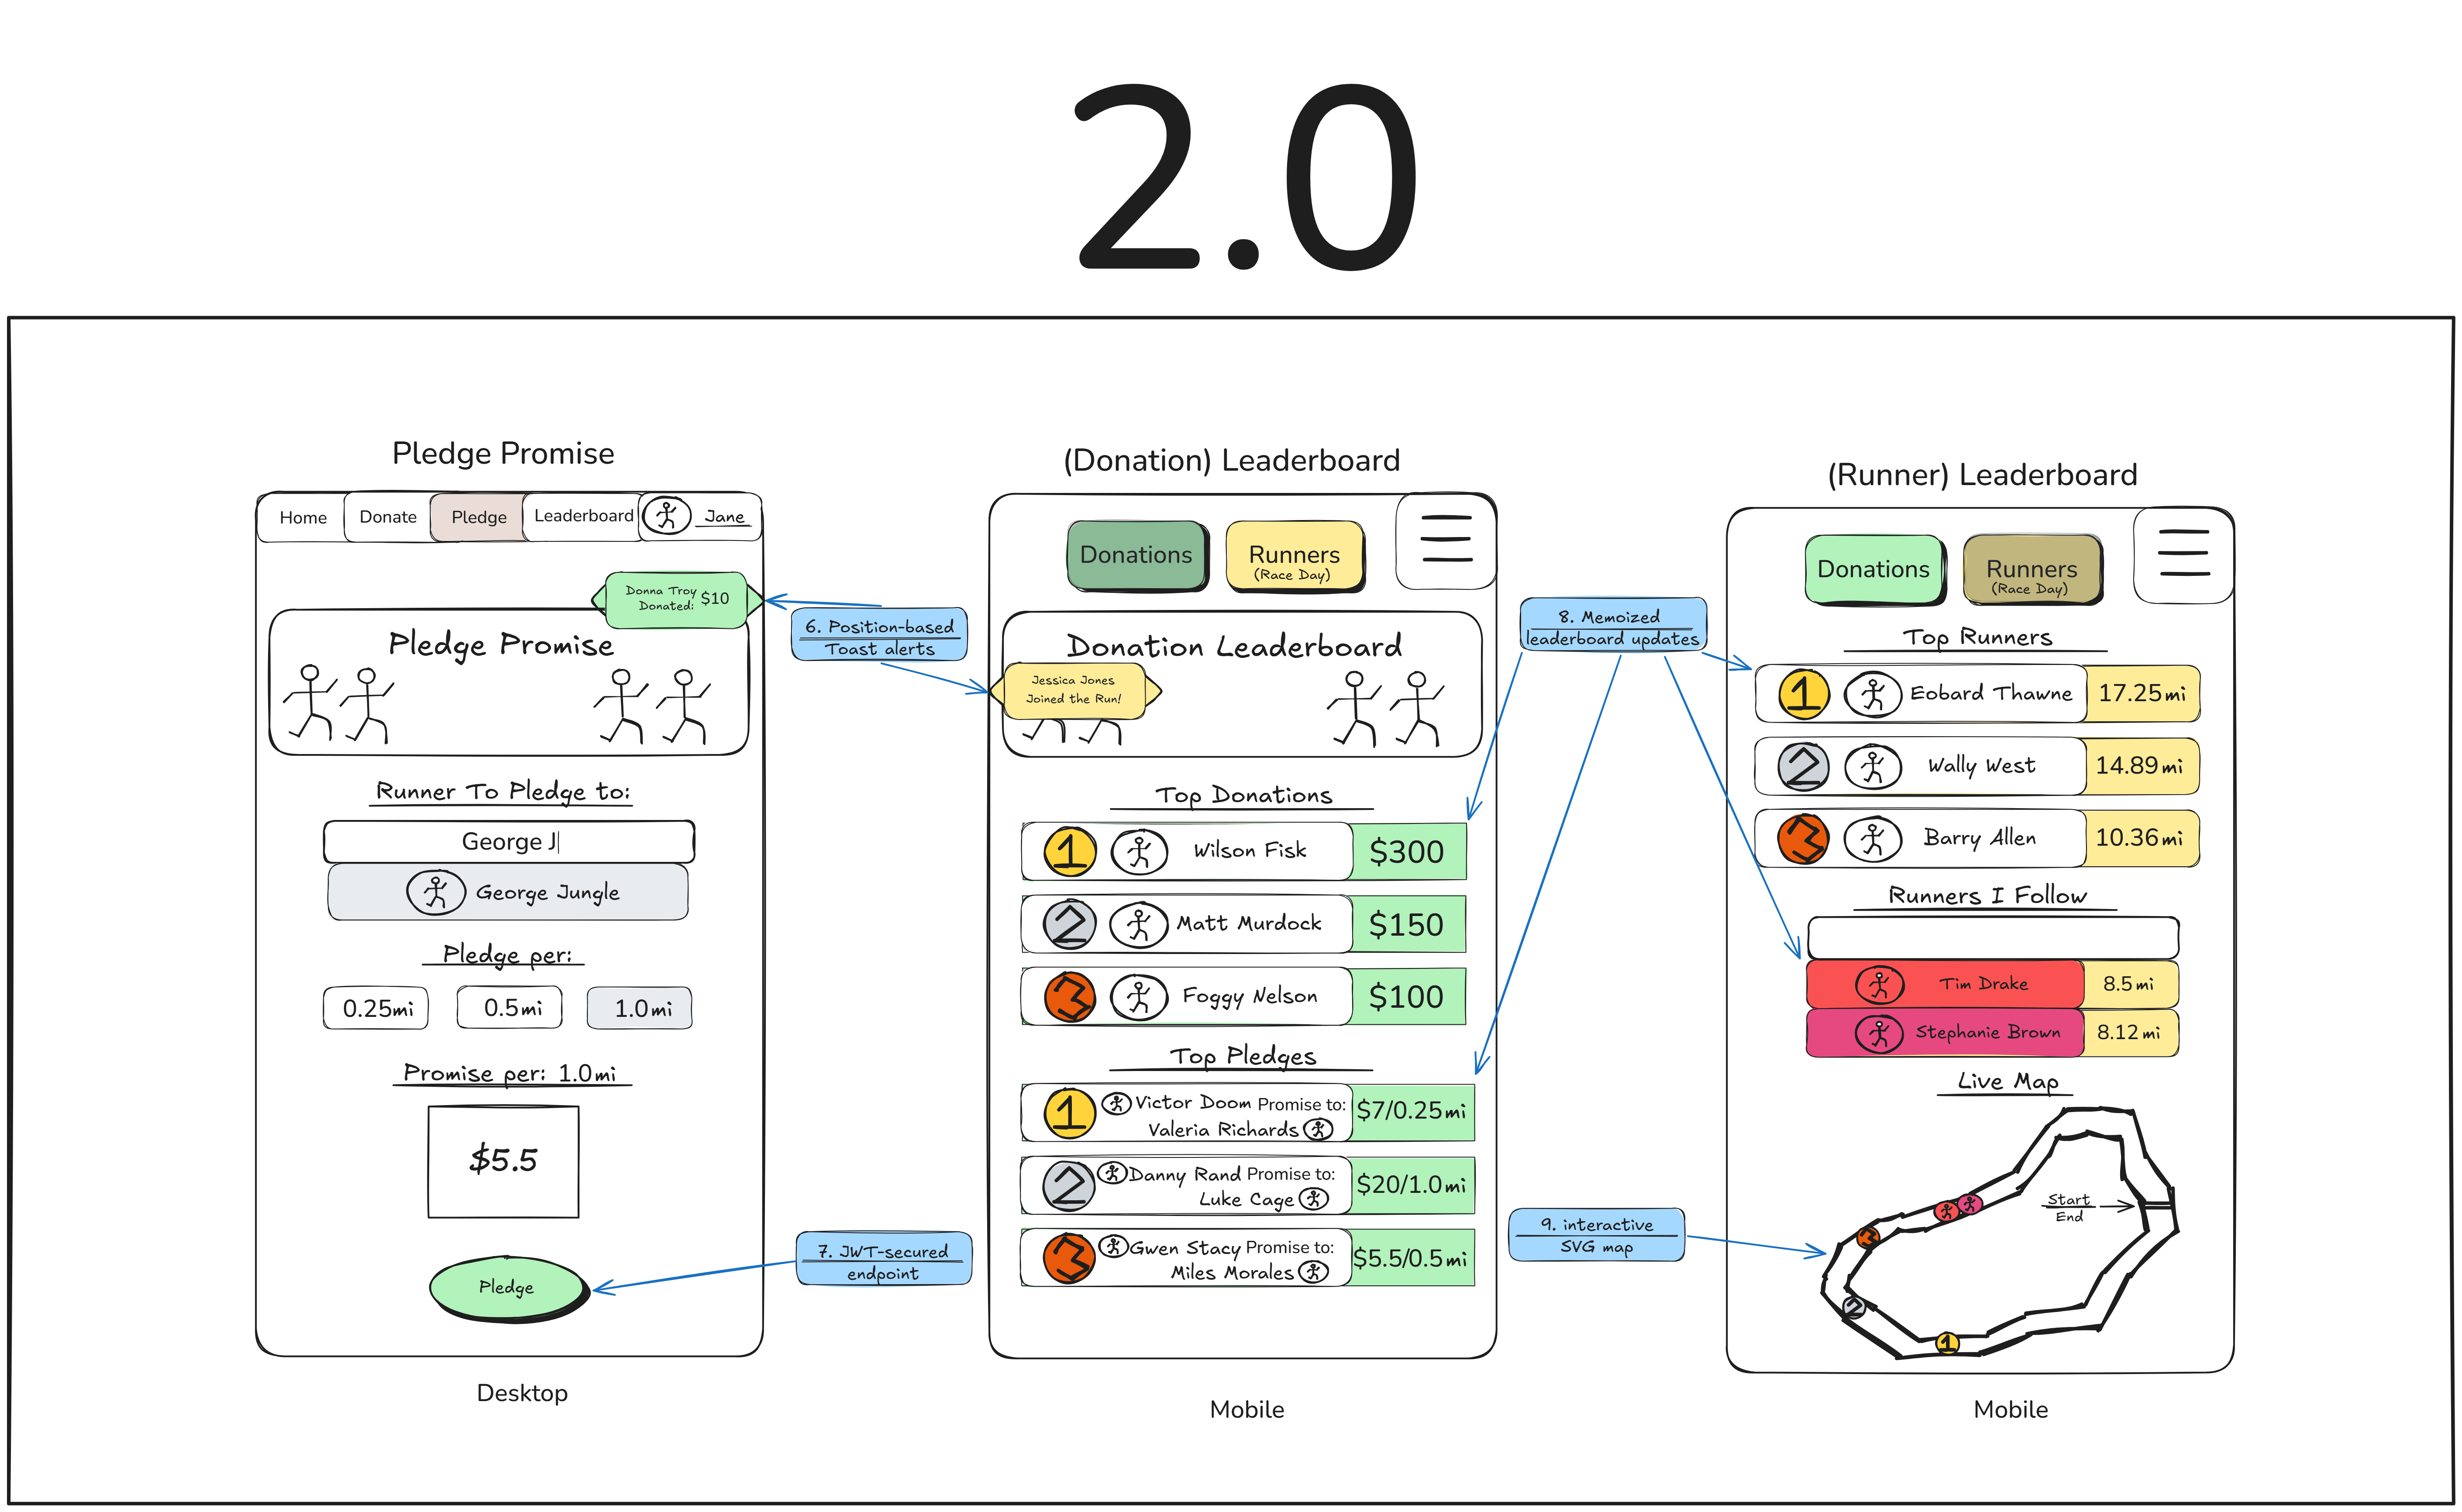 2.0
Pledge Promise
Home Donate Pledge Leaderboard Jane
Donna Troy
Donated: $10
Pledge Promise
Runner To Pledge to:
George J
George Jungle
Pledge per:
0.25mi 0.5mi 1.0mi
Promise per: 1.0mi
$5.5
Pledge
Desktop
6. Position-based
Toast alerts
7. JWT-secured
endpoint
(Donation) Leaderboard
Donations Runners
(Race Day)
Donation Leaderboard
Jessica Jones
Joined the Run!
Top Donations
1 Wilson Fisk $300
2 Matt Murdock $150
3 Foggy Nelson $100
Top Pledges
1 Victor Doom Promise to:
Valeria Richards
$7/0.25mi
2 Danny Rand Promise to:
Luke Cage
$20/1.0mi
3 Gwen Stacy Promise to:
Miles Morales
$5.5/0.5mi
Mobile
8. Memoized
leaderboard updates
9. interactive
SVG map
(Runner) Leaderboard
Donations Runners
(Race Day)
Top Runners
1 Eobard Thawne 17.25mi
2 Wally West 14.89mi
3 Barry Allen 10.36mi
Runners I Follow
Tim Drake 8.5mi
Stephanie Brown 8.12mi
Live Map
Start
End
3
2
1
Mobile